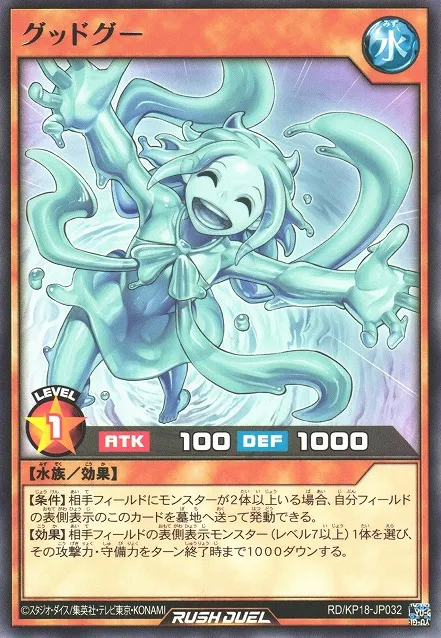 グッドグー
みず
水
LEVEL
1
ATK 100 DEF 1000
【水族/効果】
【条件】相手フィールドにモンスターが2体以上いる場合、自分フィールド
の表側表示のこのカードを墓地へ送って発動できる。
【効果】相手フィールドの表側表示モンスター(レベル7以上)1体を選び、
その攻撃力・守備力をターン終了時まで1000ダウンする。
©スタジオ・ダイス/集英社・テレビ東京・KONAMI
RUSH DUEL
RD/KP18-JP032